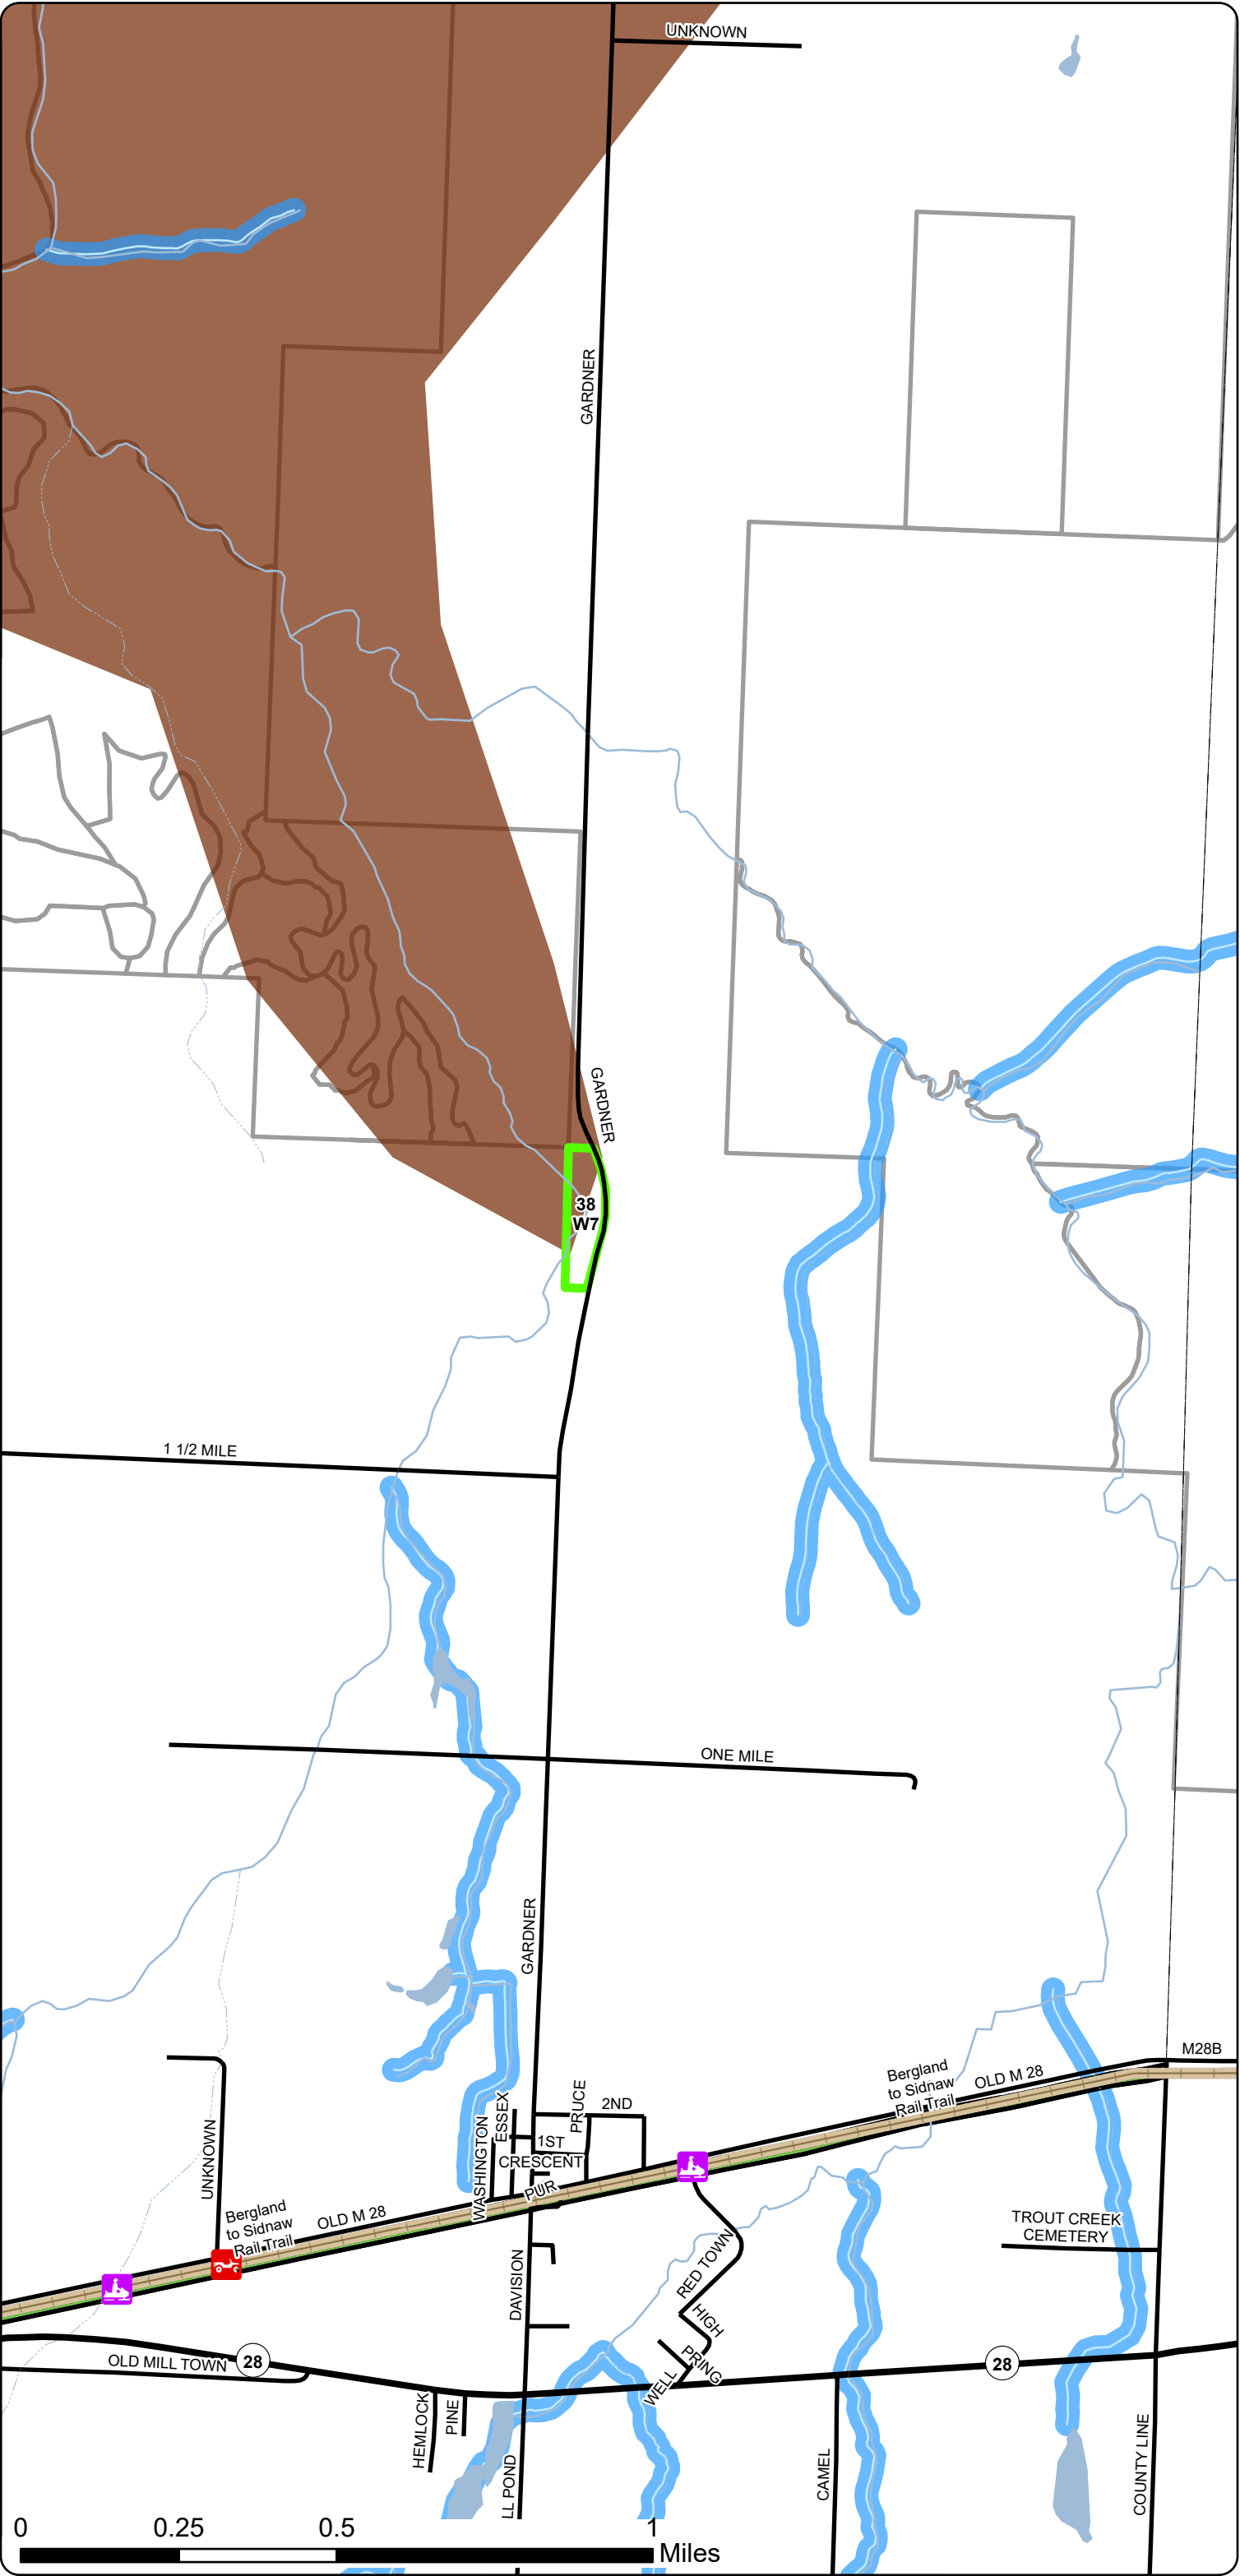 UNKNOWN
GARDNER
GARDNER
38
W7
1 1/2 MILE
ONE MILE
GARDNER
M28B
Bergland
to Sidnaw
Rail Trail
OLD M 28
2ND
PRUCE
ESSEX
1ST
CRESCENT
WASHINGTON
PUR
UNKNOWN
Bergland
to Sidnaw
Rail Trail
OLD M 28
TROUT CREEK
CEMETERY
RED TOWN
DIVISION
HIGH
PRING
WELL
OLD MILL TOWN
28
28
HEMLOCK
PINE
LL POND
CAMEL
COUNTY LINE
0 0.25 0.5 1
Miles